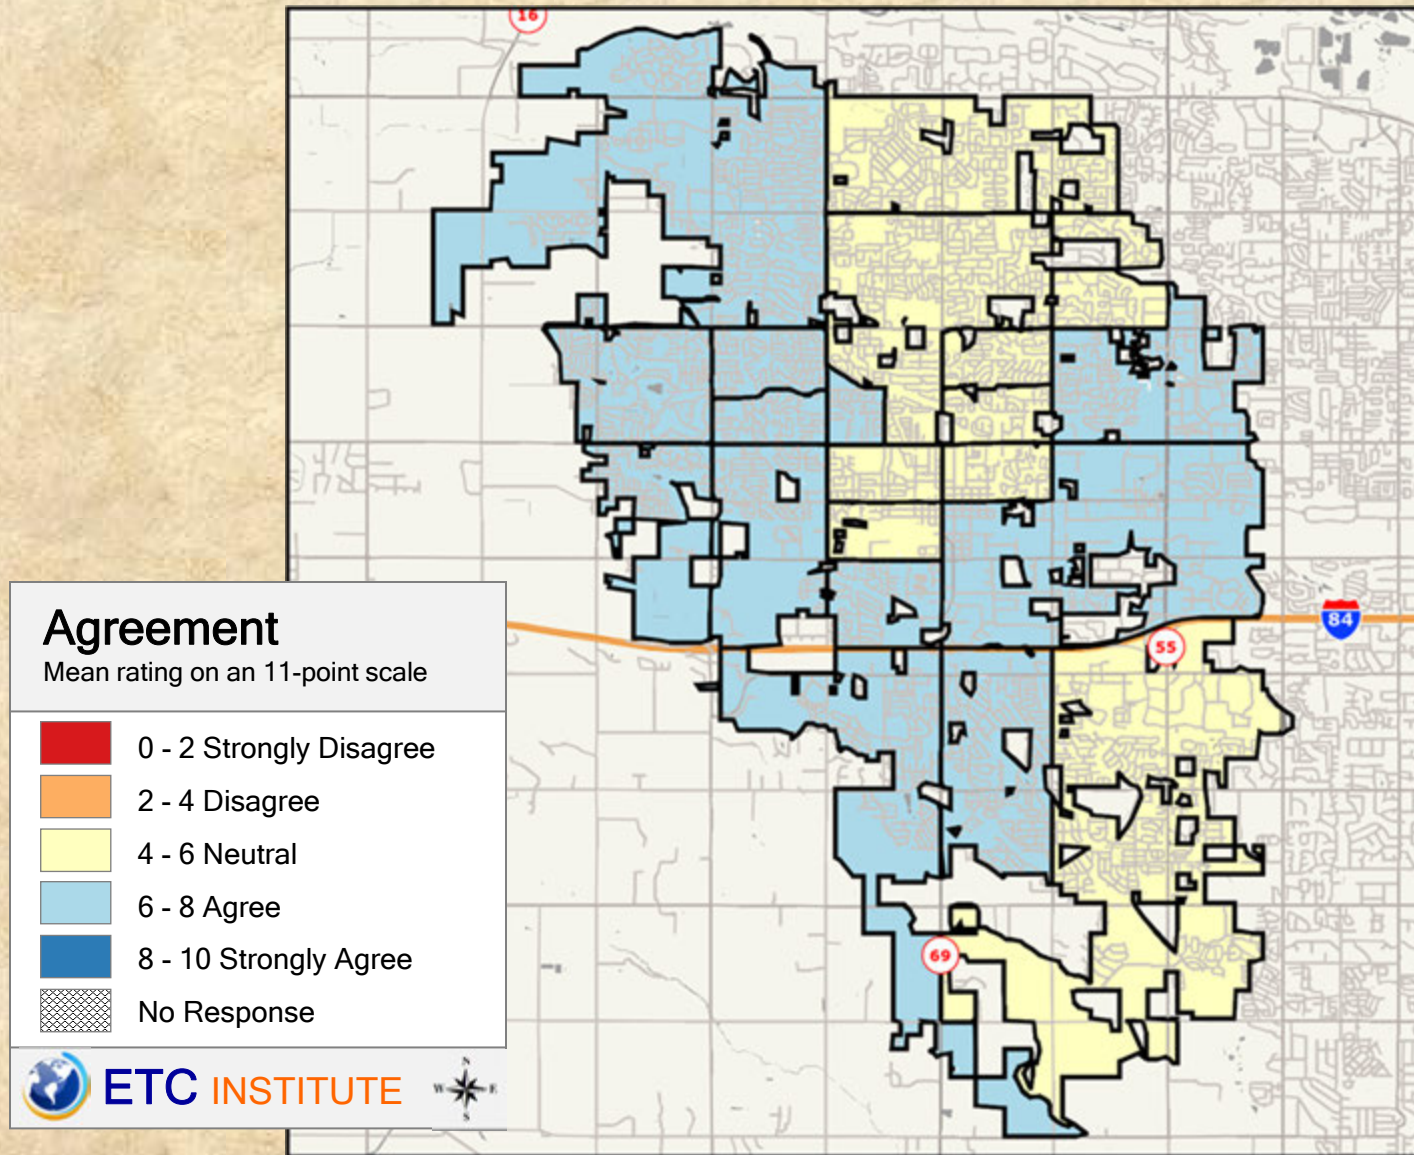 16
84
55
69
Agreement
Mean rating on an 11-point scale
0 - 2 Strongly Disagree
2 - 4 Disagree
4 - 6 Neutral
6 - 8 Agree
8 - 10 Strongly Agree
No Response
ETC INSTITUTE
N
W E
S